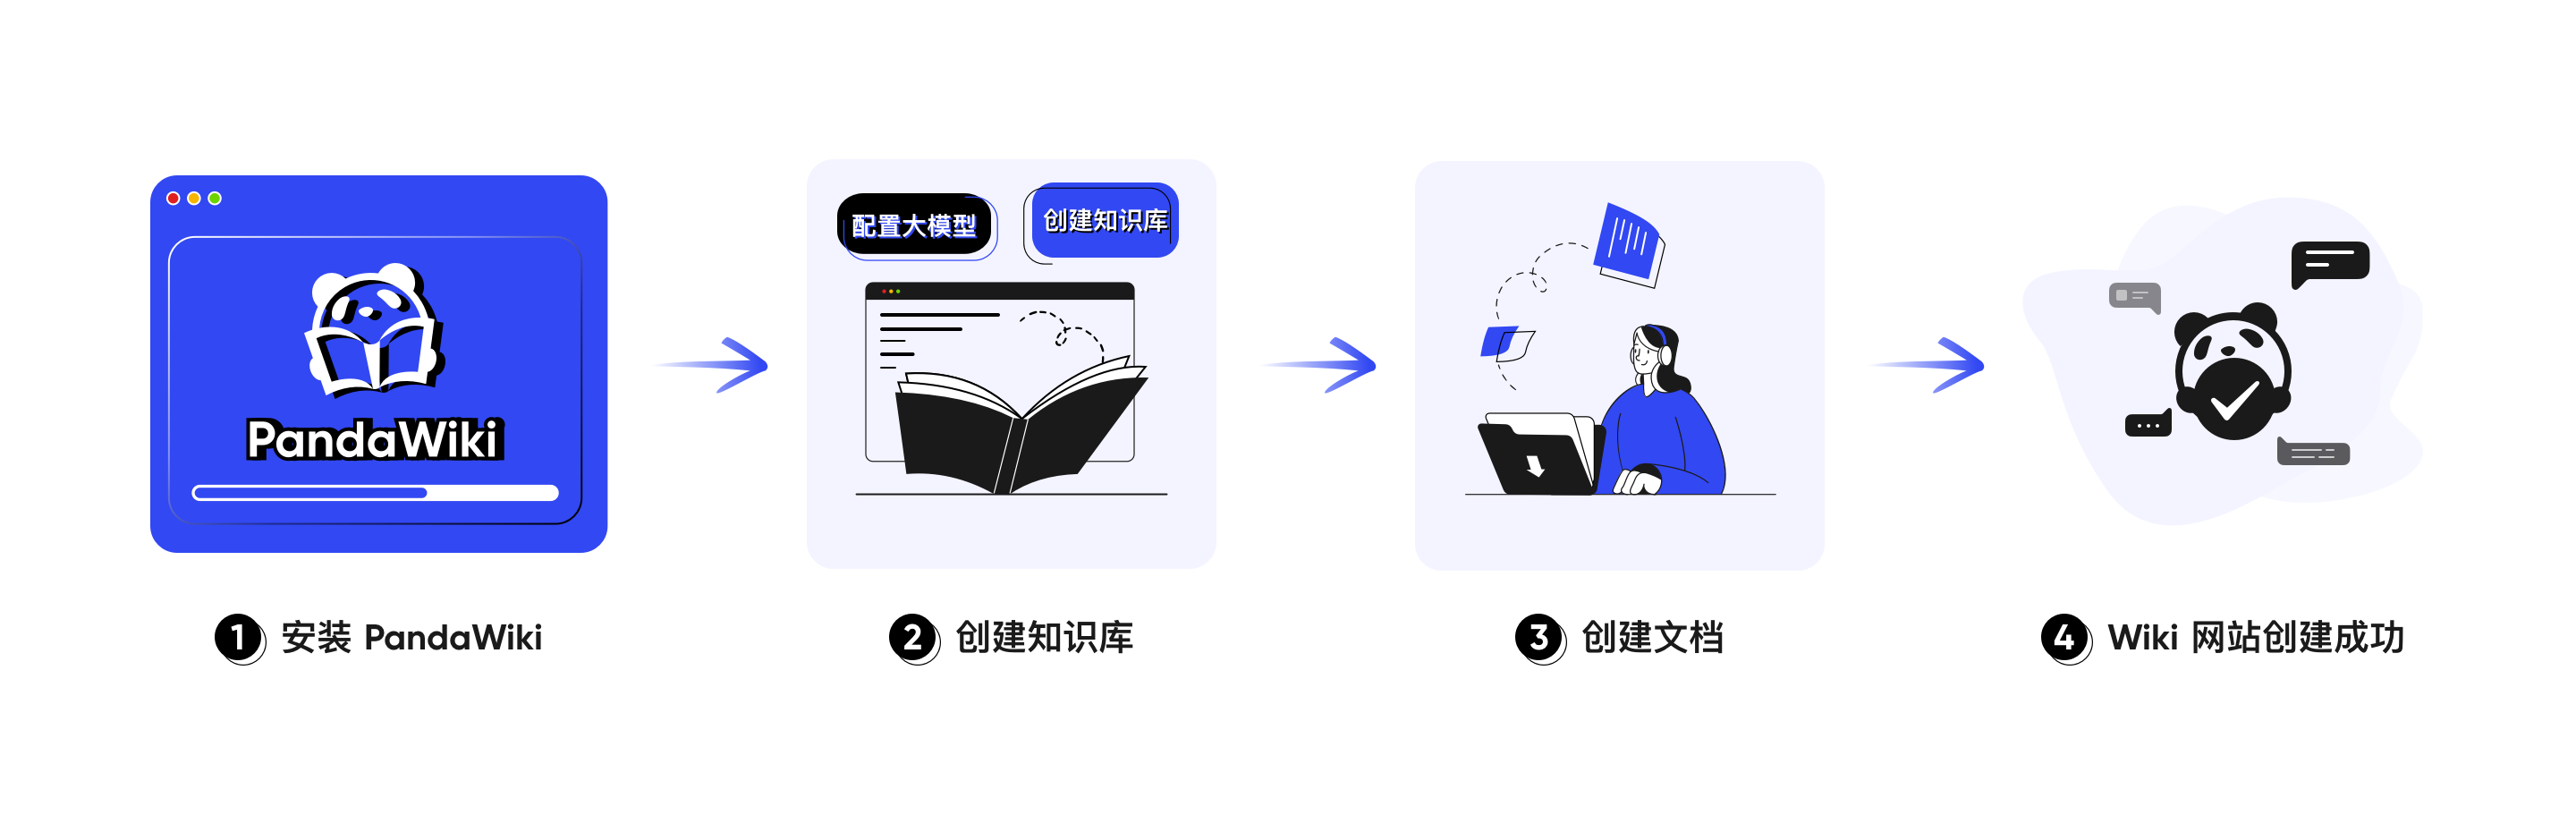 PandaWiki
配置大模型
创建知识库
1 安装 PandaWiki
2 创建知识库
3 创建文档
4 Wiki 网站创建成功